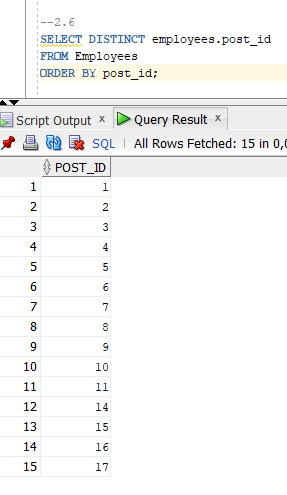 --2.6
SELECT DISTINCT employees.post_id
FROM Employees
ORDER BY post_id;
Script Output x Query Result x
SQL | All Rows Fetched: 15 in 0,0
POST_ID
1 1
2 2
3 3
4 4
5 5
6 6
7 7
8 8
9 9
10 10
11 11
12 14
13 15
14 16
15 17